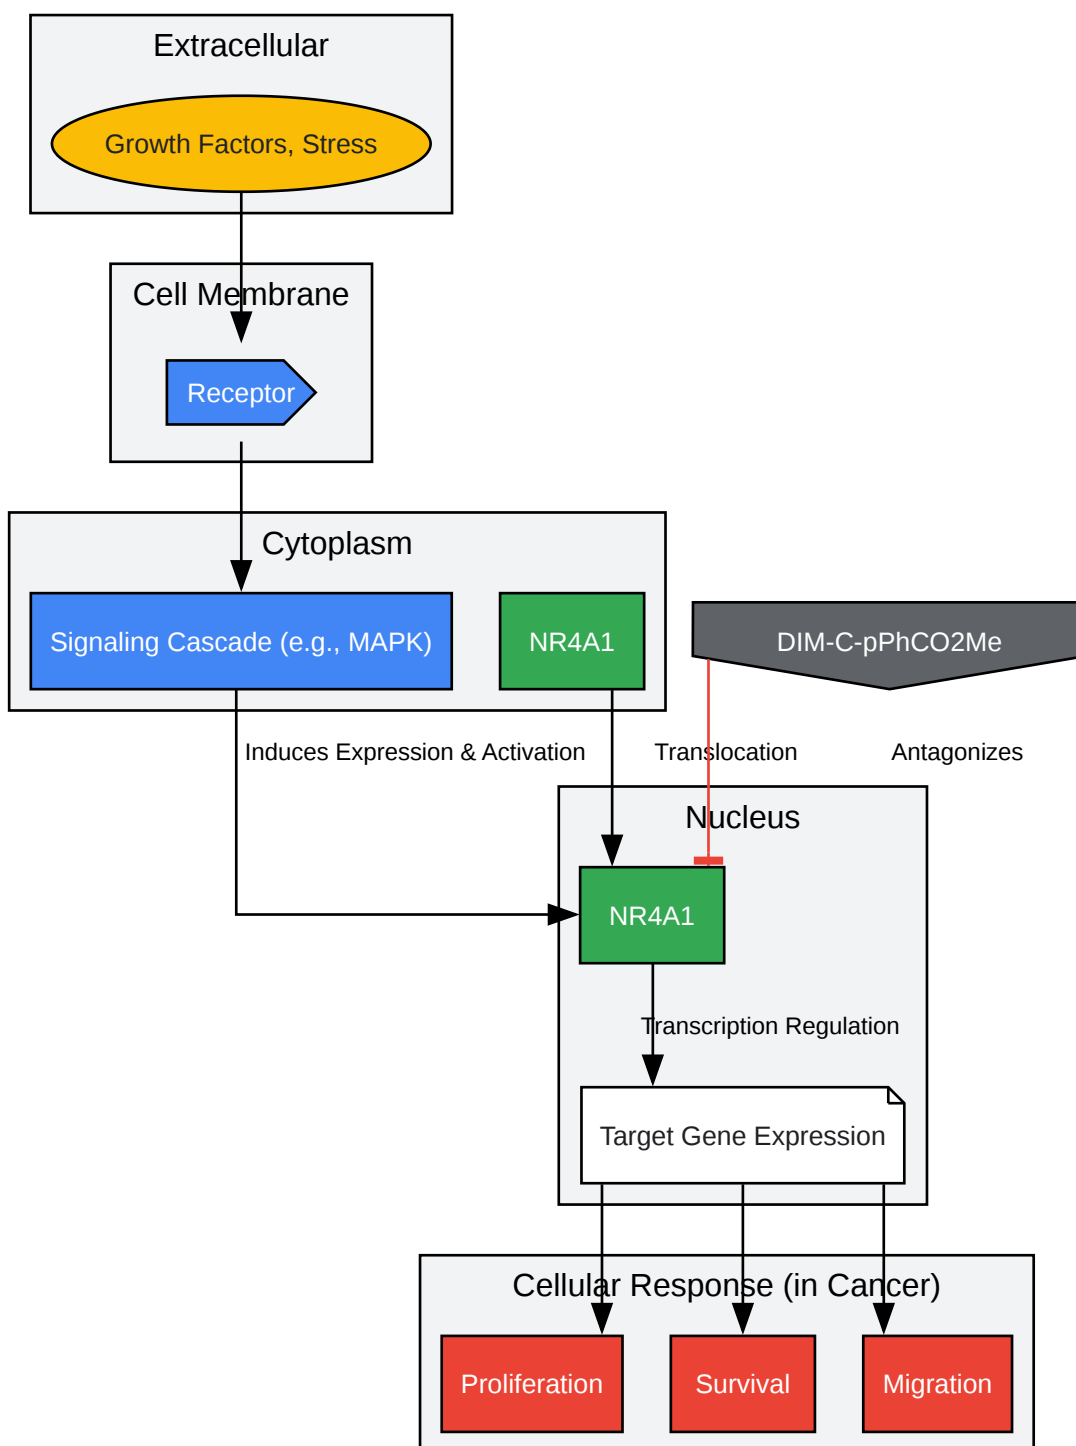 Extracellular
Growth Factors, Stress
Cell Membrane
Receptor
Cytoplasm
Signaling Cascade (e.g., MAPK)
NR4A1
DIM-C-pPhCO2Me
Induces Expression & Activation
Translocation
Antagonizes
Nucleus
NR4A1
Transcription Regulation
Target Gene Expression
Cellular Response (in Cancer)
Proliferation
Survival
Migration